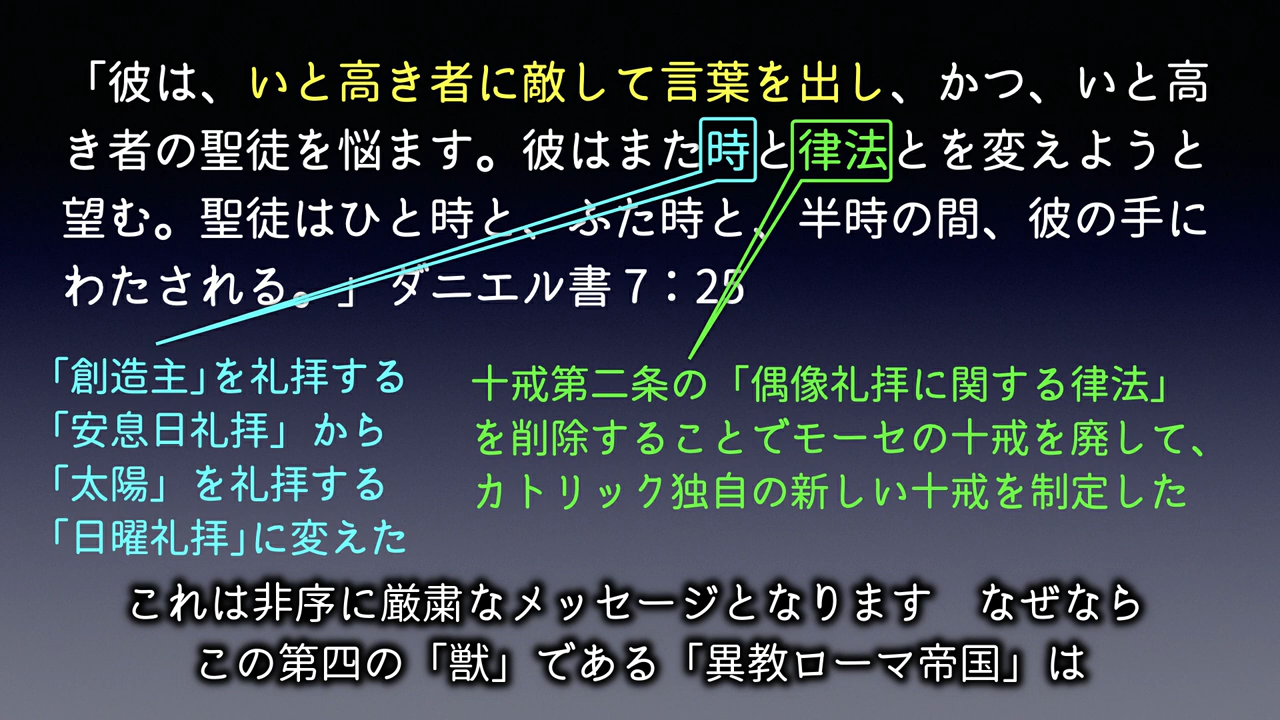 「彼は、いと高き者に敵して言葉を出し、かつ、いと高
き者の聖徒を悩ます。彼はまた時と律法とを変えようと
望む。聖徒はひと時と、ふた時と、半時の間、彼の手に
わたされる。」ダニエル書 7：25
「創造主」を礼拝する
「安息日礼拝」から
「太陽」を礼拝する
「日曜礼拝」に変えた
十戒第二条の「偶像礼拝に関する律法」
を削除することでモーセの十戒を廃して、
カトリック独自の新しい十戒を制定した
これは非序に厳粛なメッセージとなります　なぜなら
この第四の「獣」である「異教ローマ帝国」は